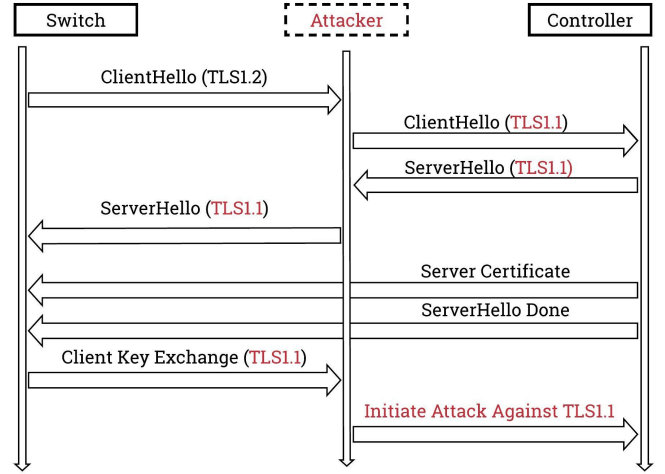 Switch
Attacker
Controller
ClientHello (TLS1.2)
ClientHello (TLS1.1)
ServerHello (TLS1.1)
ServerHello (TLS1.1)
Server Certificate
ServerHello Done
Client Key Exchange (TLS1.1)
Initiate Attack Against TLS1.1